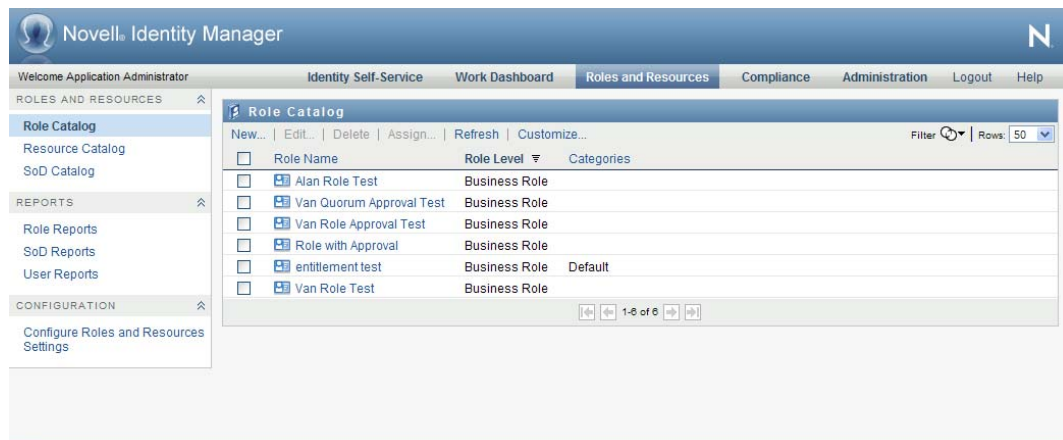 Novell® Identity Manager
N
Welcome Application Administrator
Identity Self-Service Work Dashboard Roles and Resources Compliance Administration Logout Help
ROLES AND RESOURCES
Role Catalog
Resource Catalog
SoD Catalog
REPORTS
Role Reports
SoD Reports
User Reports
CONFIGURATION
Configure Roles and Resources
Settings
Role Catalog
New... | Edit... | Delete | Assign... | Refresh | Customize... Filter | Rows: 50
Role Name Role Level Categories
Alan Role Test Business Role
Van Quorum Approval Test Business Role
Van Role Approval Test Business Role
Role with Approval Business Role
entitlement test Business Role Default
Van Role Test Business Role
1-6 of 6